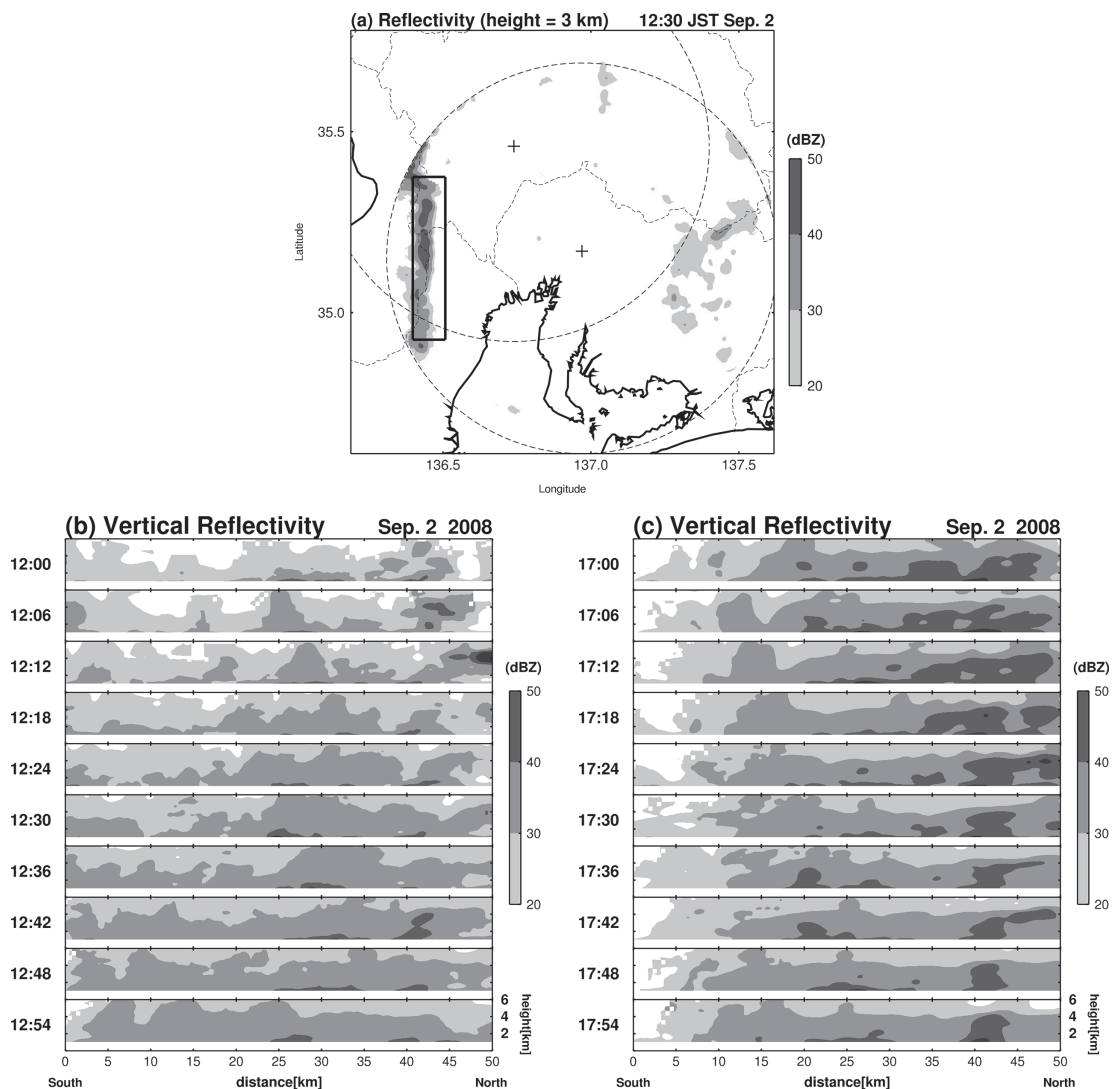 (a) Reflectivity (height = 3 km) 12:30 JST Sep. 2
35.5
35.0
Latitude
136.5 137.0 137.5
Longitude
(dBZ)
50
40
30
20
(b) Vertical Reflectivity Sep. 2 2008
12:00
12:06
12:12
12:18
12:24
12:30
12:36
12:42
12:48
12:54
(dBZ)
50
40
30
20
6
4
2
height[km]
0 5 10 15 20 25 30 35 40 45 50
South distance[km] North
(c) Vertical Reflectivity Sep. 2 2008
17:00
17:06
17:12
17:18
17:24
17:30
17:36
17:42
17:48
17:54
(dBZ)
50
40
30
20
6
4
2
height[km]
0 5 10 15 20 25 30 35 40 45 50
South distance[km] North